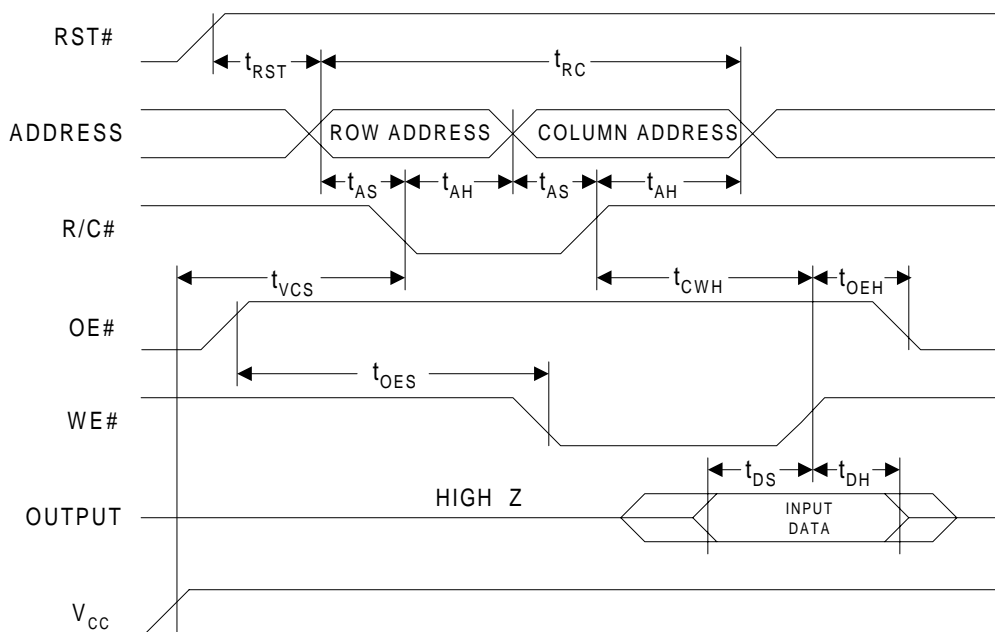 RST#
tRST
tRC
ADDRESS
ROW ADDRESS
COLUMN ADDRESS
tAS
tAH
tAS
tAH
R/C#
tVCS
tCWH
tOEH
OE#
tOES
WE#
tDS
tDH
HIGH Z
OUTPUT
INPUT
DATA
VCC